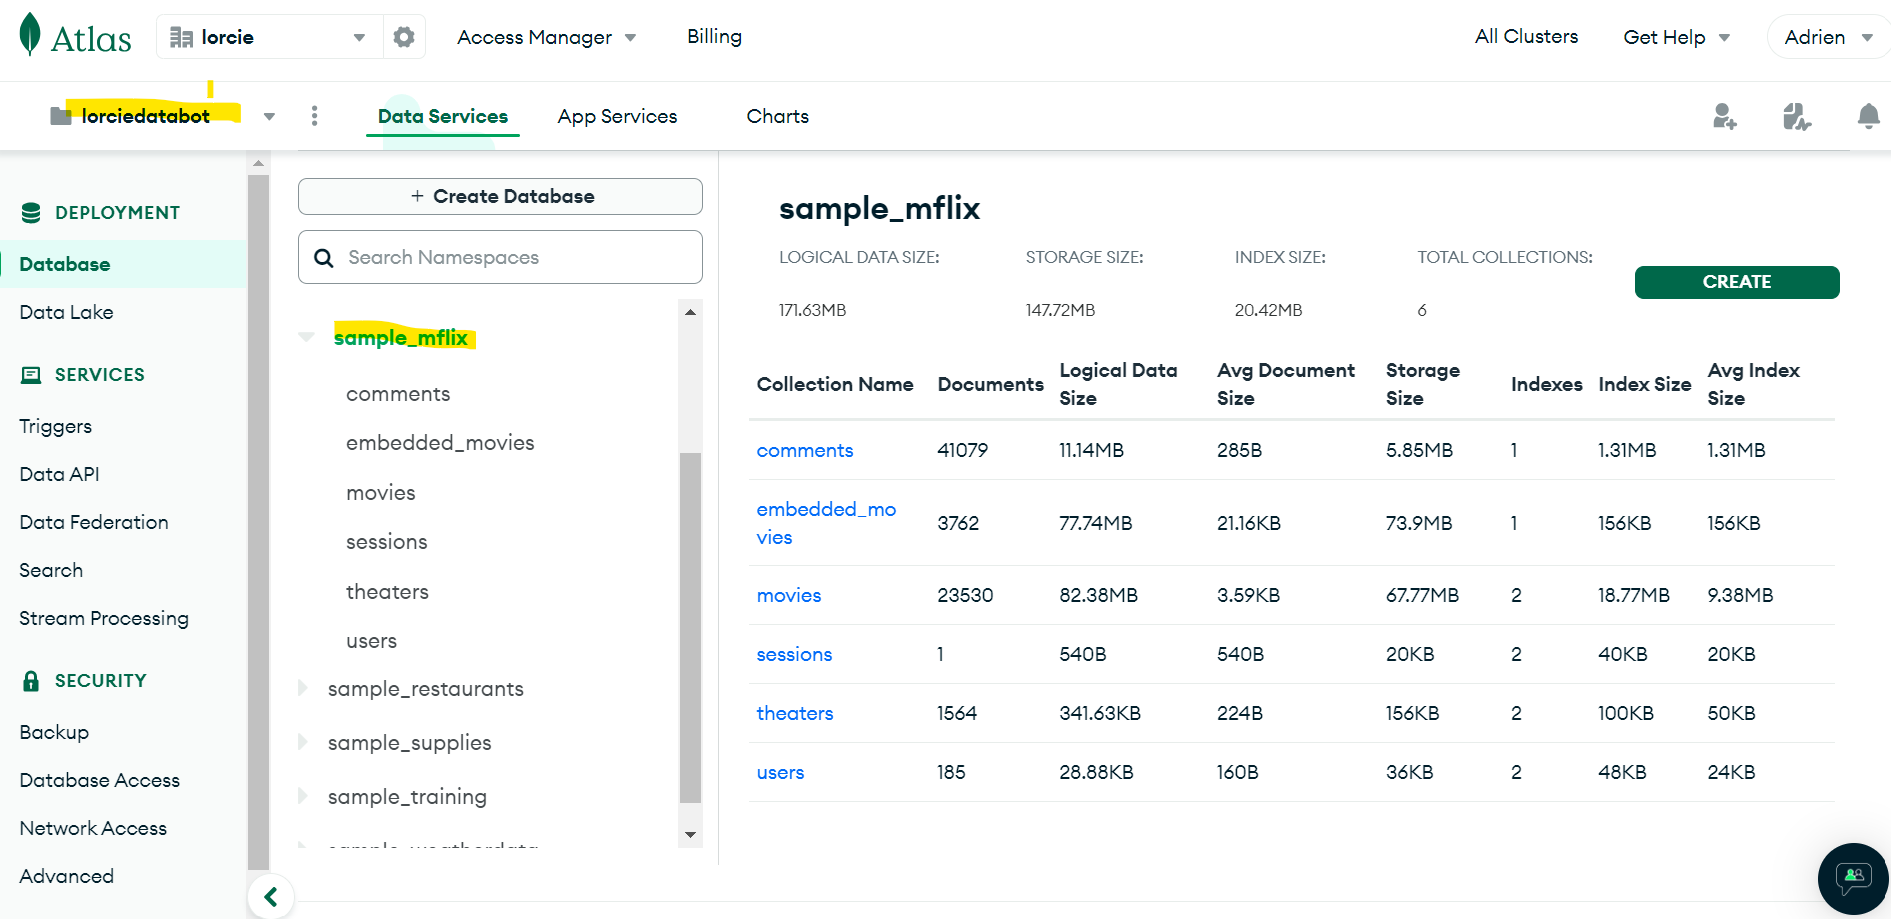 Atlas
lorcie
Access Manager
Billing
All Clusters
Get Help
Adrien
lorciedatabot
Data Services
App Services
Charts
DEPLOYMENT
Database
Data Lake
SERVICES
Triggers
Data API
Data Federation
Search
Stream Processing
SECURITY
Backup
Database Access
Network Access
Advanced
+ Create Database
Search Namespaces
sample_mflix
comments
embedded_movies
movies
sessions
theaters
users
sample_restaurants
sample_supplies
sample_training
sample_weatherdata
sample_mflix
LOGICAL DATA SIZE: STORAGE SIZE: INDEX SIZE: TOTAL COLLECTIONS:
171.63MB 147.72MB 20.42MB 6
CREATE
Collection Name Documents Logical Data Size Avg Document Size Storage Size Indexes Index Size Avg Index Size
comments 41079 11.14MB 285B 5.85MB 1 1.31MB 1.31MB
embedded_mo
vies 3762 77.74MB 21.16KB 73.9MB 1 156KB 156KB
movies 23530 82.38MB 3.59KB 67.77MB 2 18.77MB 9.38MB
sessions 1 540B 540B 20KB 2 40KB 20KB
theaters 1564 341.63KB 224B 156KB 2 100KB 50KB
users 185 28.88KB 160B 36KB 2 48KB 24KB